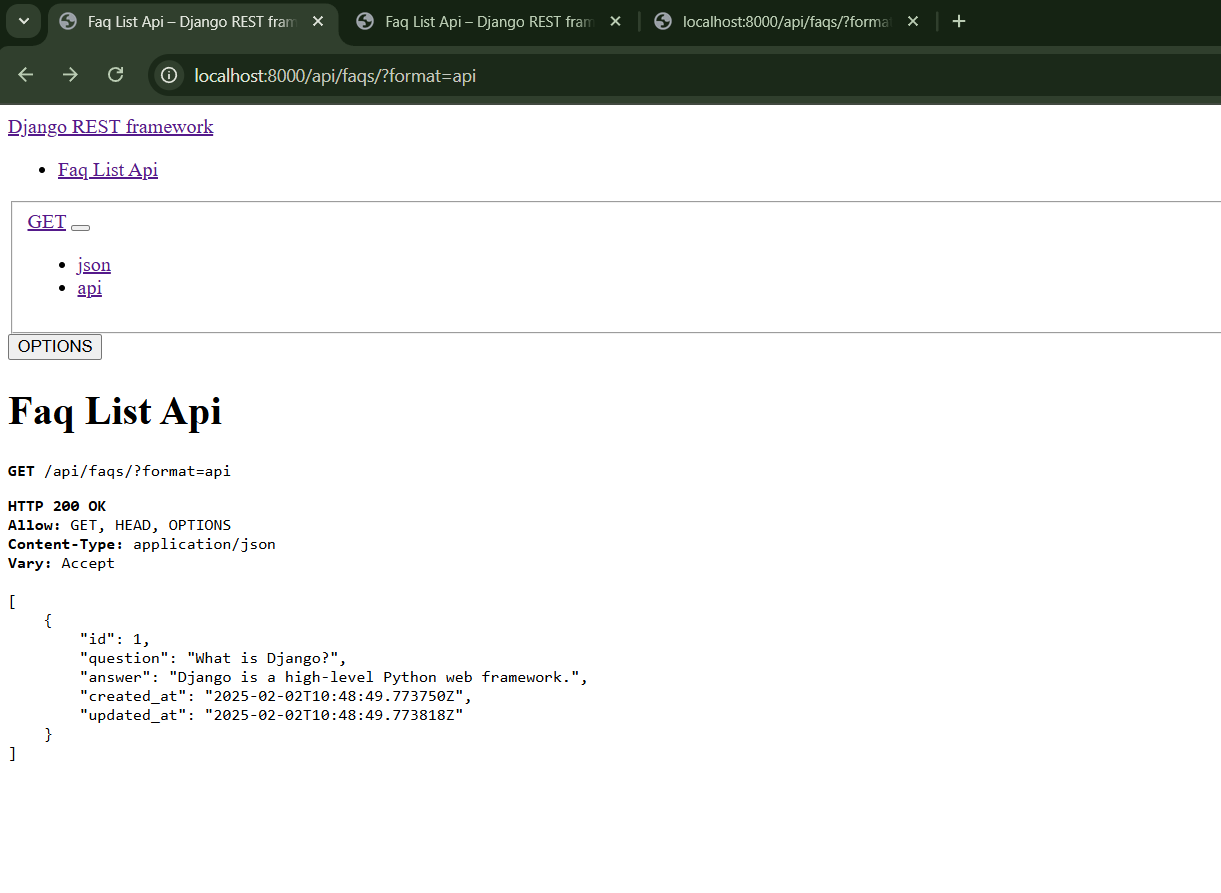 Faq List Api – Django REST fram
Faq List Api – Django REST fram
localhost:8000/api/faqs/?forma
localhost:8000/api/faqs/?format=api
Django REST framework
Faq List Api
GET
json
api
OPTIONS
Faq List Api
GET /api/faqs/?format=api
HTTP 200 OK
Allow: GET, HEAD, OPTIONS
Content-Type: application/json
Vary: Accept
[
    {
        "id": 1,
        "question": "What is Django?",
        "answer": "Django is a high-level Python web framework.",
        "created_at": "2025-02-02T10:48:49.773750Z",
        "updated_at": "2025-02-02T10:48:49.773818Z"
    }
]